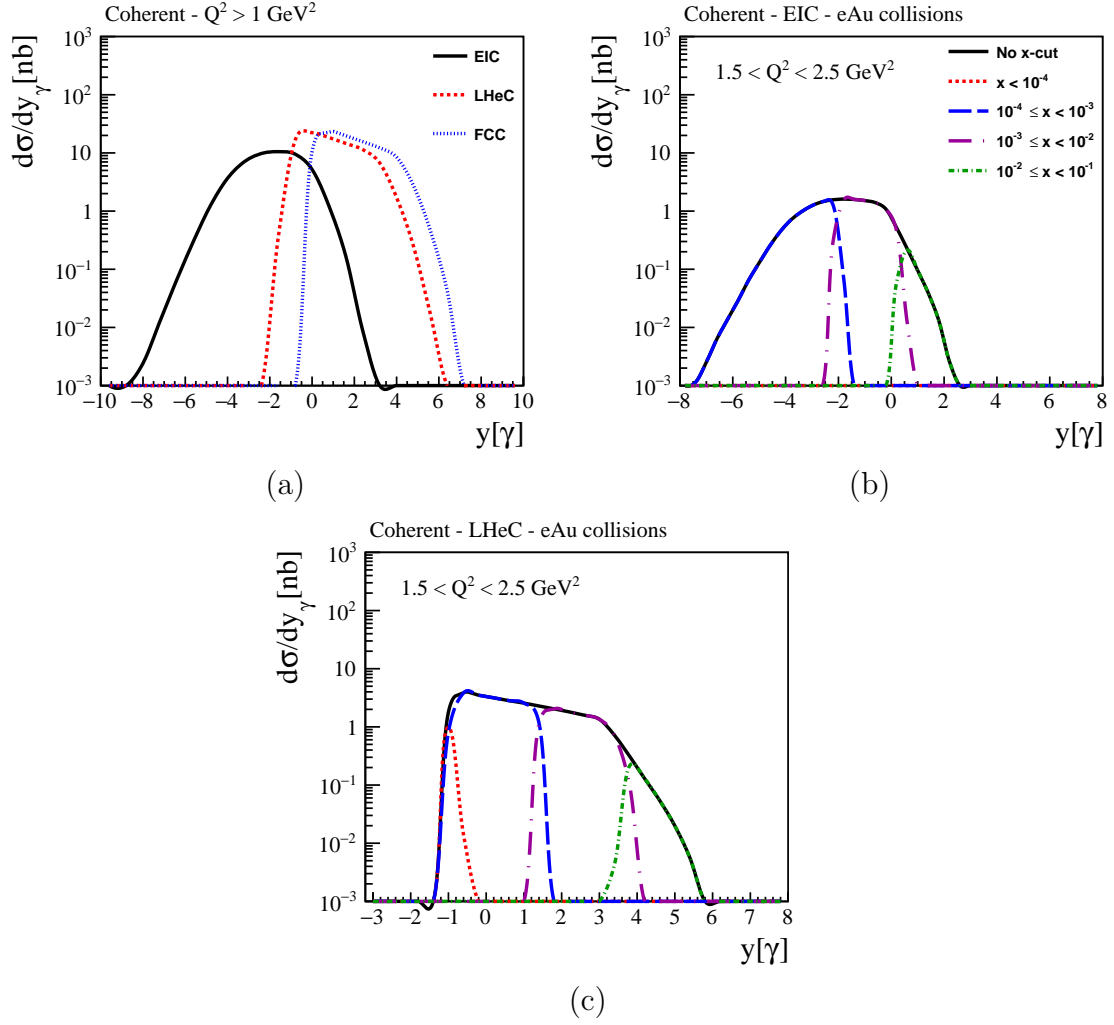 Coherent - Q² > 1 GeV²
dσ/dy_γ[nb]
10³
10²
10
1
10⁻¹
10⁻²
10⁻³
EIC
LHeC
FCC
−10 −8 −6 −4 −2 0 2 4 6 8 10
y[γ]
(a)
Coherent - EIC - eAu collisions
dσ/dy_γ[nb]
10³
10²
10
1
10⁻¹
10⁻²
10⁻³
1.5 < Q² < 2.5 GeV²
No x-cut
x < 10⁻⁴
10⁻⁴ ≤ x < 10⁻³
10⁻³ ≤ x < 10⁻²
10⁻² ≤ x < 10⁻¹
−8 −6 −4 −2 0 2 4 6 8
y[γ]
(b)
Coherent - LHeC - eAu collisions
dσ/dy_γ[nb]
10³
10²
10
1
10⁻¹
10⁻²
10⁻³
1.5 < Q² < 2.5 GeV²
−3 −2 −1 0 1 2 3 4 5 6 7 8
y[γ]
(c)